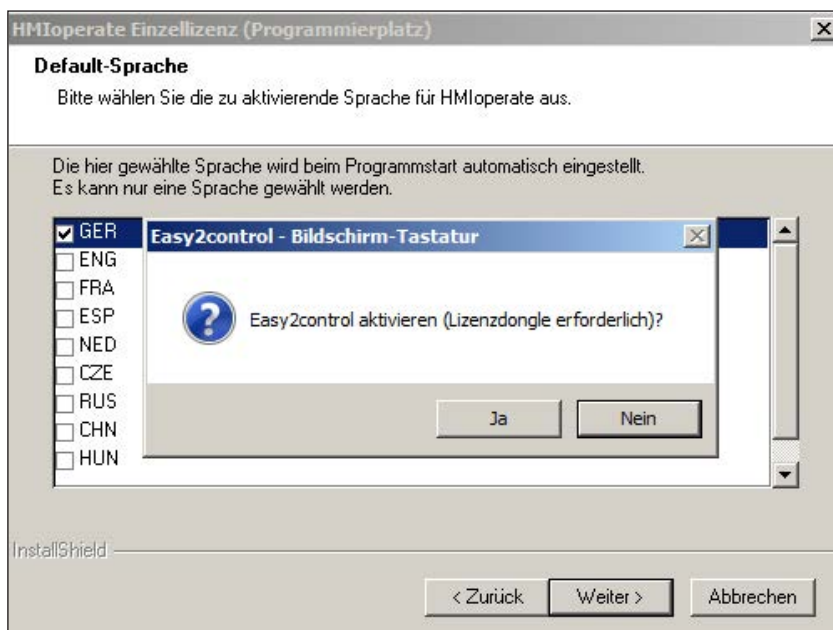 HMIoperate Einzellizenz (Programmierplatz)
Default-Sprache
Bitte wählen Sie die zu aktivierende Sprache für HMIoperate aus.
Die hier gewählte Sprache wird beim Programmstart automatisch eingestellt.
Es kann nur eine Sprache gewählt werden.
GER
ENG
FRA
ESP
NED
CZE
RUS
CHN
HUN
Easy2control - Bildschirm-Tastatur
Easy2control aktivieren (Lizenzdongle erforderlich)?
Ja
Nein
InstallShield
< Zurück
Weiter >
Abbrechen